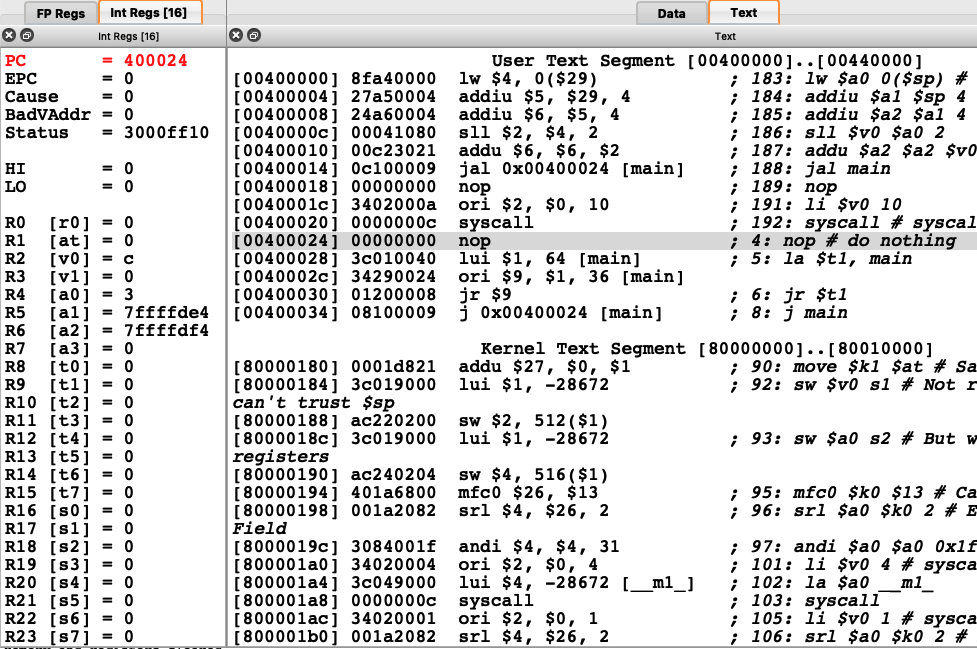 FP Regs Int Regs [16] Data Text
Int Regs [16] Text
PC = 400024
EPC = 0
Cause = 0
BadVAddr = 0
Status = 3000ff10
HI = 0
LO = 0
R0 [r0] = 0
R1 [at] = 0
R2 [v0] = c
R3 [v1] = 0
R4 [a0] = 3
R5 [a1] = 7ffffde4
R6 [a2] = 7ffffdf4
R7 [a3] = 0
R8 [t0] = 0
R9 [t1] = 0
R10 [t2] = 0
R11 [t3] = 0
R12 [t4] = 0
R13 [t5] = 0
R14 [t6] = 0
R15 [t7] = 0
R16 [s0] = 0
R17 [s1] = 0
R18 [s2] = 0
R19 [s3] = 0
R20 [s4] = 0
R21 [s5] = 0
R22 [s6] = 0
R23 [s7] = 0
User Text Segment [00400000]..[00440000]
[00400000] 8fa40000 lw $4, 0($29) ; 183: lw $a0 0($sp) #
[00400004] 27a50004 addiu $5, $29, 4 ; 184: addiu $a1 $sp 4
[00400008] 24a60004 addiu $6, $5, 4 ; 185: addiu $a2 $a1 4
[0040000c] 00041080 sll $2, $4, 2 ; 186: sll $v0 $a0 2
[00400010] 00c23021 addu $6, $6, $2 ; 187: addu $a2 $a2 $v0
[00400014] 0c100009 jal 0x00400024 [main] ; 188: jal main
[00400018] 00000000 nop ; 189: nop
[0040001c] 3402000a ori $2, $0, 10 ; 191: li $v0 10
[00400020] 0000000c syscall ; 192: syscall # syscal
[00400024] 00000000 nop ; 4: nop # do nothing
[00400028] 3c010040 lui $1, 64 [main] ; 5: la $t1, main
[0040002c] 34290024 ori $9, $1, 36 [main]
[00400030] 01200008 jr $9 ; 6: jr $t1
[00400034] 08100009 j 0x00400024 [main] ; 8: j main
Kernel Text Segment [80000000]..[80010000]
[80000180] 0001d821 addu $27, $0, $1 ; 90: move $k1 $at # Sa
[80000184] 3c019000 lui $1, -28672 ; 92: sw $v0 s1 # Not r
can't trust $sp
[80000188] ac220200 sw $2, 512($1)
[8000018c] 3c019000 lui $1, -28672 ; 93: sw $a0 s2 # But w
registers
[80000190] ac240204 sw $4, 516($1)
[80000194] 401a6800 mfc0 $26, $13 ; 95: mfc0 $k0 $13 # Ca
[80000198] 001a2082 srl $4, $26, 2 ; 96: srl $a0 $k0 2 # E
Field
[8000019c] 3084001f andi $4, $4, 31 ; 97: andi $a0 $a0 0x1f
[800001a0] 34020004 ori $2, $0, 4 ; 101: li $v0 4 # sysca
[800001a4] 3c049000 lui $4, -28672 [__m1_] ; 102: la $a0 __m1_
[800001a8] 0000000c syscall ; 103: syscall
[800001ac] 34020001 ori $2, $0, 1 ; 105: li $v0 1 # sysca
[800001b0] 001a2082 srl $4, $26, 2 ; 106: srl $a0 $k0 2 #